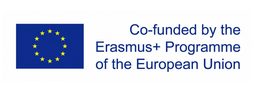 Co-funded by the
Erasmus+ Programme
of the European Union